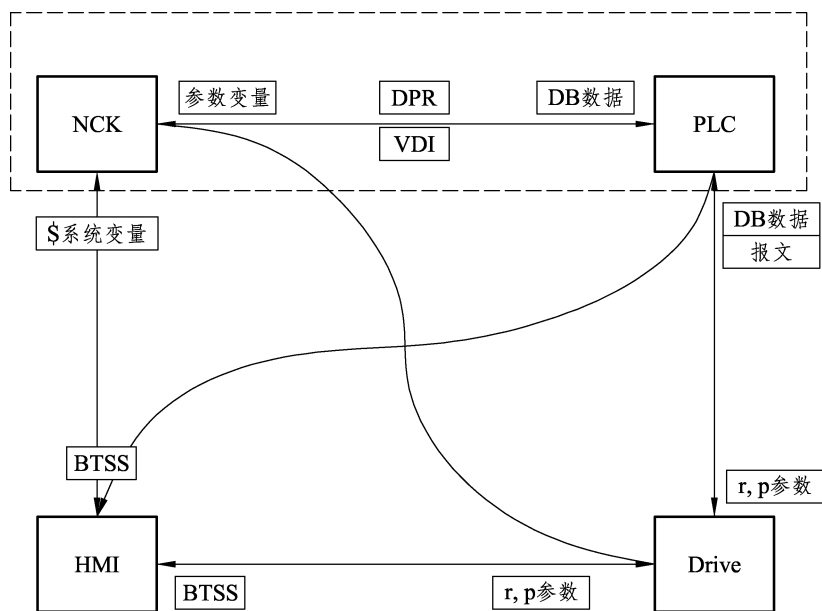 参数变量
DPR
DB数据
NCK
VDI
PLC
$系统变量
DB数据
报文
BTSS
r, p参数
HMI
Drive
BTSS
r, p参数